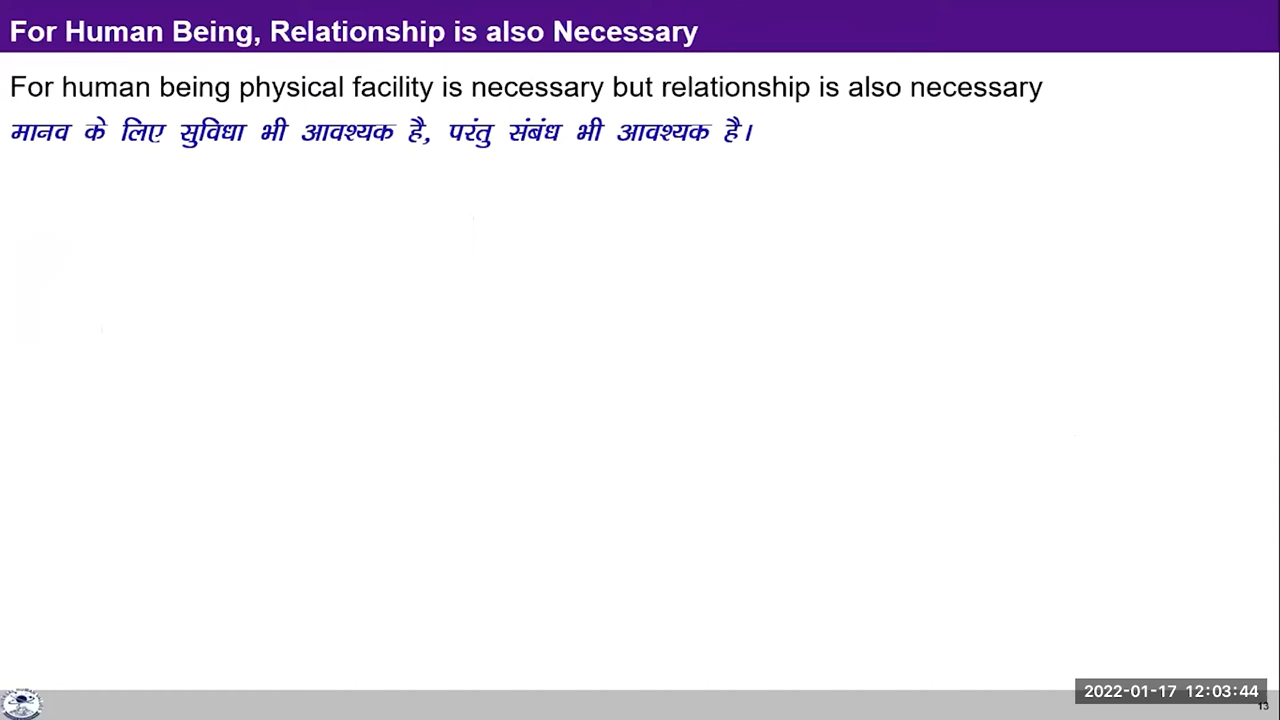 For Human Being, Relationship is also Necessary
For human being physical facility is necessary but relationship is also necessary
मानव के लिए सुविधा भी आवश्यक है, परंतु संबंध भी आवश्यक है।
2022-01-17 12:03:44
13